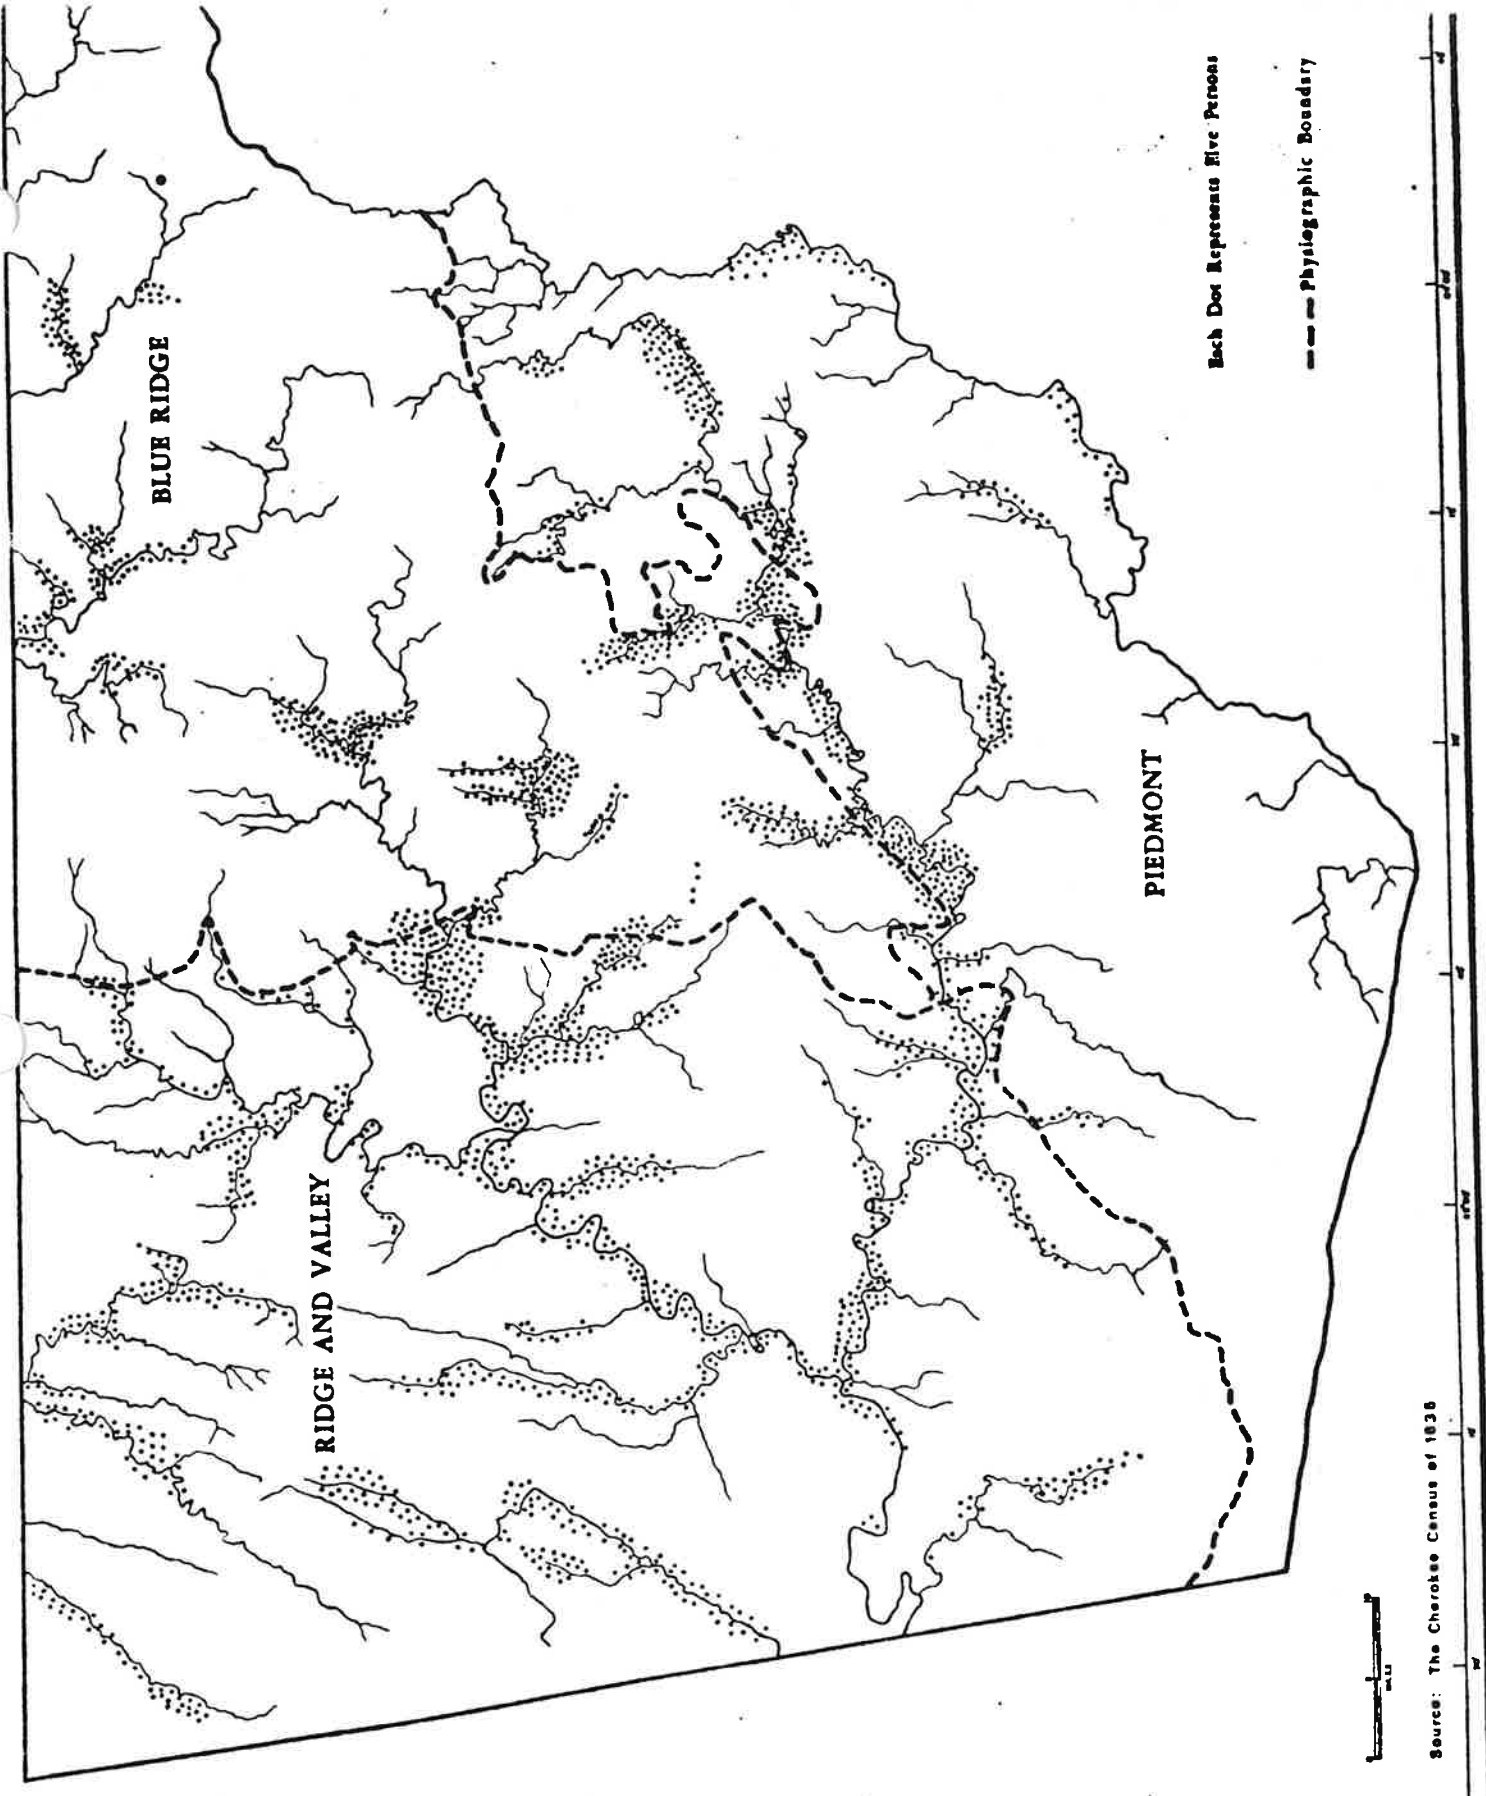 BLUE RIDGE
RIDGE AND VALLEY
PIEDMONT
Each Dot Represents Five Persons
Physiographic Boundary
Source: The Cherokee Census of 1835